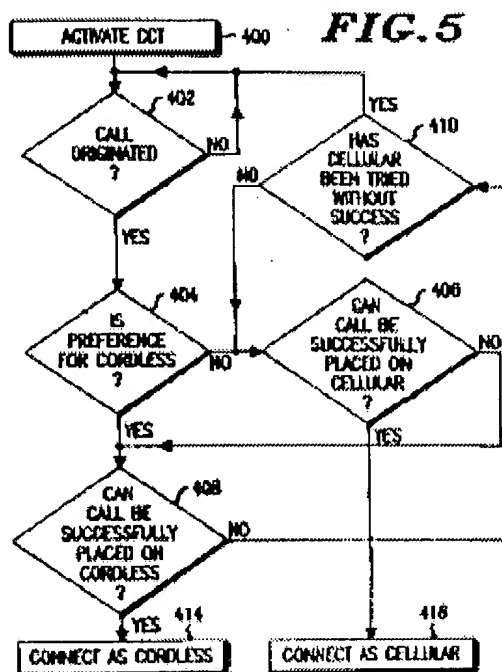 FIG. 5
ACTIVATE CCT
400
402
CALL
ORIGINATED
?
NO
YES
YES
410
HAS
CELLULAR
BEEN TRIED
WITHOUT
SUCCESS
?
NO
404
IS
PREFERENCE
FOR CORDLESS
?
NO
YES
406
CAN
CALL BE
SUCCESSFULLY
PLACED ON
CELLULAR
?
NO
YES
408
CAN
CALL BE
SUCCESSFULLY
PLACED ON
CORDLESS
?
NO
YES
414
CONNECT AS CORDLESS
416
CONNECT AS CELLULAR